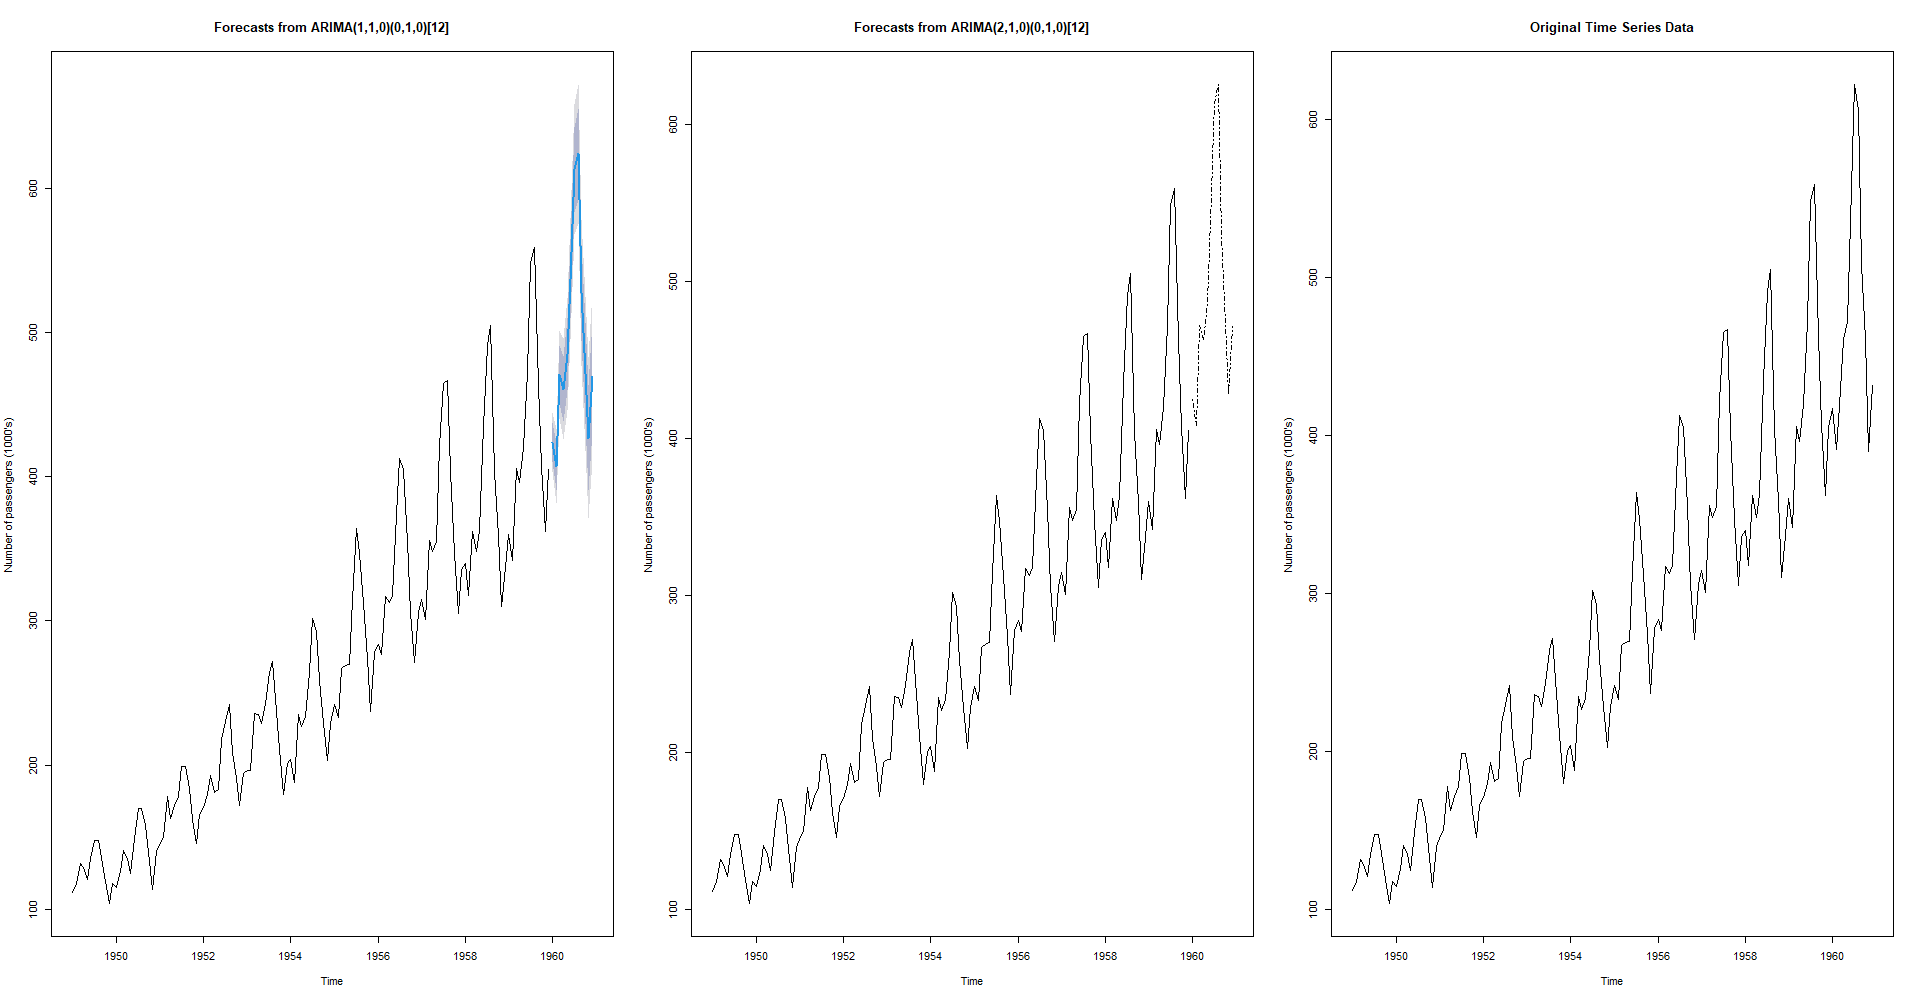 Forecasts from ARIMA(1,1,0)(0,1,0)[12]
Number of passengers (1000's)
600
500
400
300
200
100
1950 1952 1954 1956 1958 1960
Time
Forecasts from ARIMA(2,1,0)(0,1,0)[12]
Number of passengers (1000's)
600
500
400
300
200
100
1950 1952 1954 1956 1958 1960
Time
Original Time Series Data
Number of passengers (1000's)
600
500
400
300
200
100
1950 1952 1954 1956 1958 1960
Time